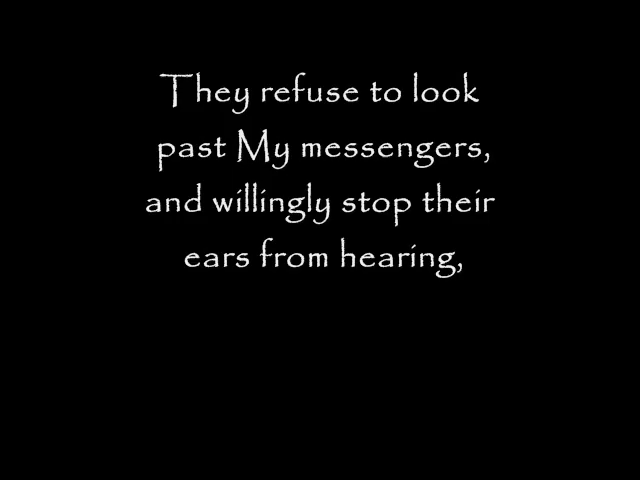 They refuse to look
past My messengers,
and willingly stop their
ears from hearing,